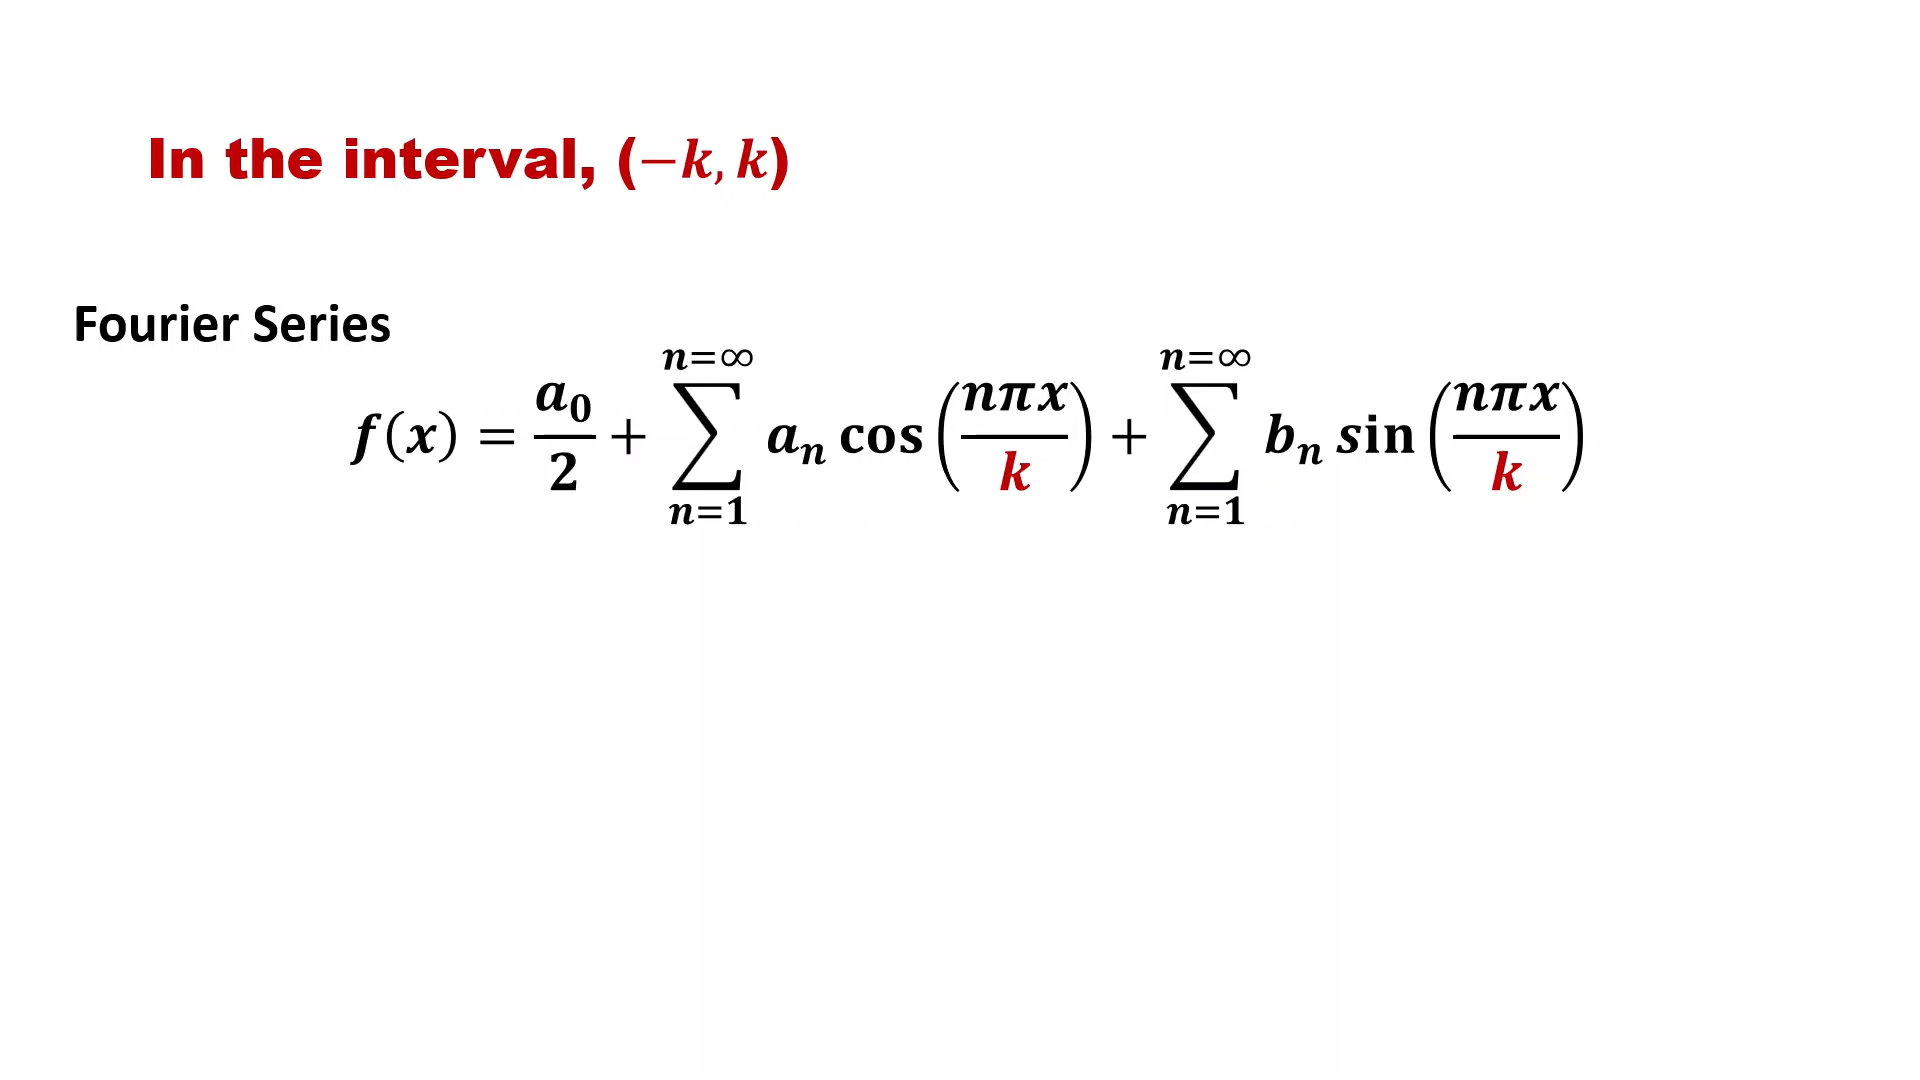 In the interval, (−k, k)
Fourier Series
f(x) = a₀/2 + ∑_{n=1}^{n=∞} aₙ cos(nπx/k) + ∑_{n=1}^{n=∞} bₙ sin(nπx/k)